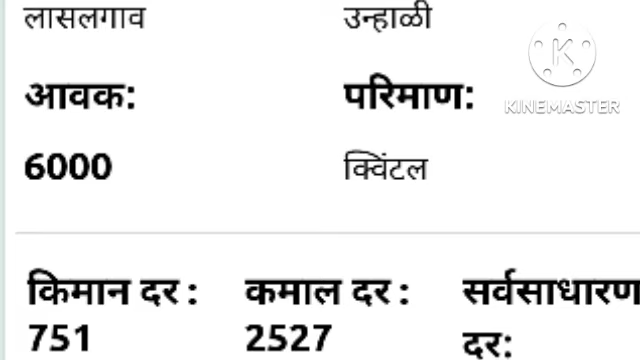 लासलगाव उन्हाळी
KINEMASTER
आवक: परिमाण:
6000 क्विंटल
किमान दर : कमाल दर : सर्वसाधारण
751 2527 दर: